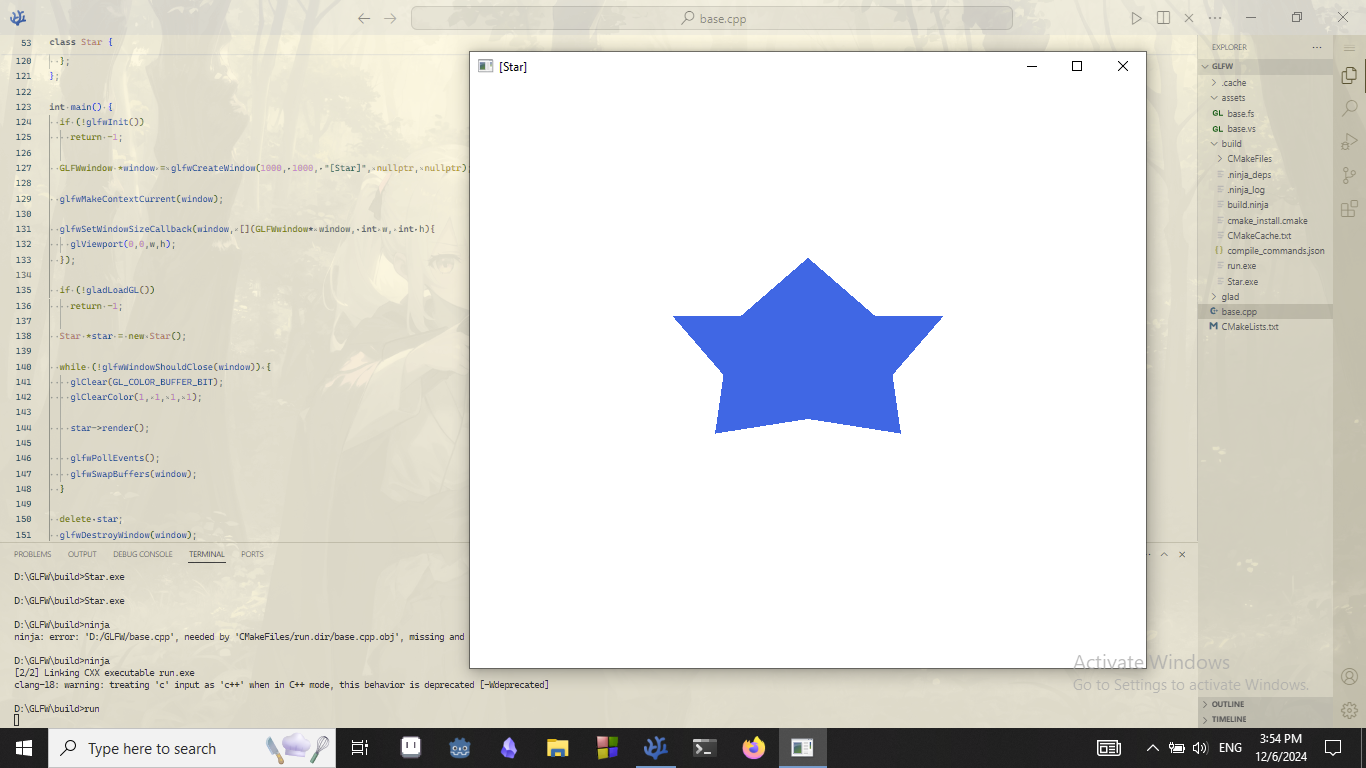 base.cpp
53 class Star {
120 };
121 };
122
123 int main() {
124 if (!glfwInit())
125 return -1;
126
127 GLFWwindow *window = glfwCreateWindow(1000, 1000, "[Star]", nullptr, nullptr);
128
129 glfwMakeContextCurrent(window);
130
131 glfwSetWindowSizeCallback(window, [](GLFWwindow* window, int w, int h){
132 glViewport(0,0,w,h);
133 });
134
135 if (!gladLoadGL())
136 return -1;
137
138 Star *star = new Star();
139
140 while (!glfwWindowShouldClose(window)) {
141 glClear(GL_COLOR_BUFFER_BIT);
142 glClearColor(1, 1, 1, 1);
143
144 star->render();
145
146 glfwPollEvents();
147 glfwSwapBuffers(window);
148 }
149
150 delete star;
151 glfwDestroyWindow(window);
[Star]
PROBLEMS OUTPUT DEBUG CONSOLE TERMINAL PORTS
D:\GLFW\build>Star.exe
D:\GLFW\build>Star.exe
D:\GLFW\build>ninja
ninja: error: 'D:/GLFW/base.cpp', needed by 'CMakeFiles/run.dir/base.cpp.obj', missing and
D:\GLFW\build>ninja
[2/2] Linking CXX executable run.exe
clang-18: warning: treating 'c' input as 'c++' when in C++ mode, this behavior is deprecated [-Wdeprecated]
D:\GLFW\build>run
EXPLORER
GLFW
.cache
assets
GL base.fs
GL base.vs
build
CMakeFiles
.ninja_deps
.ninja_log
build.ninja
cmake_install.cmake
CMakeCache.txt
compile_commands.json
run.exe
Star.exe
glad
base.cpp
M CMakeLists.txt
OUTLINE
TIMELINE
Activate Windows
Go to Settings to activate Windows.
Type here to search
ENG
3:54 PM
12/6/2024